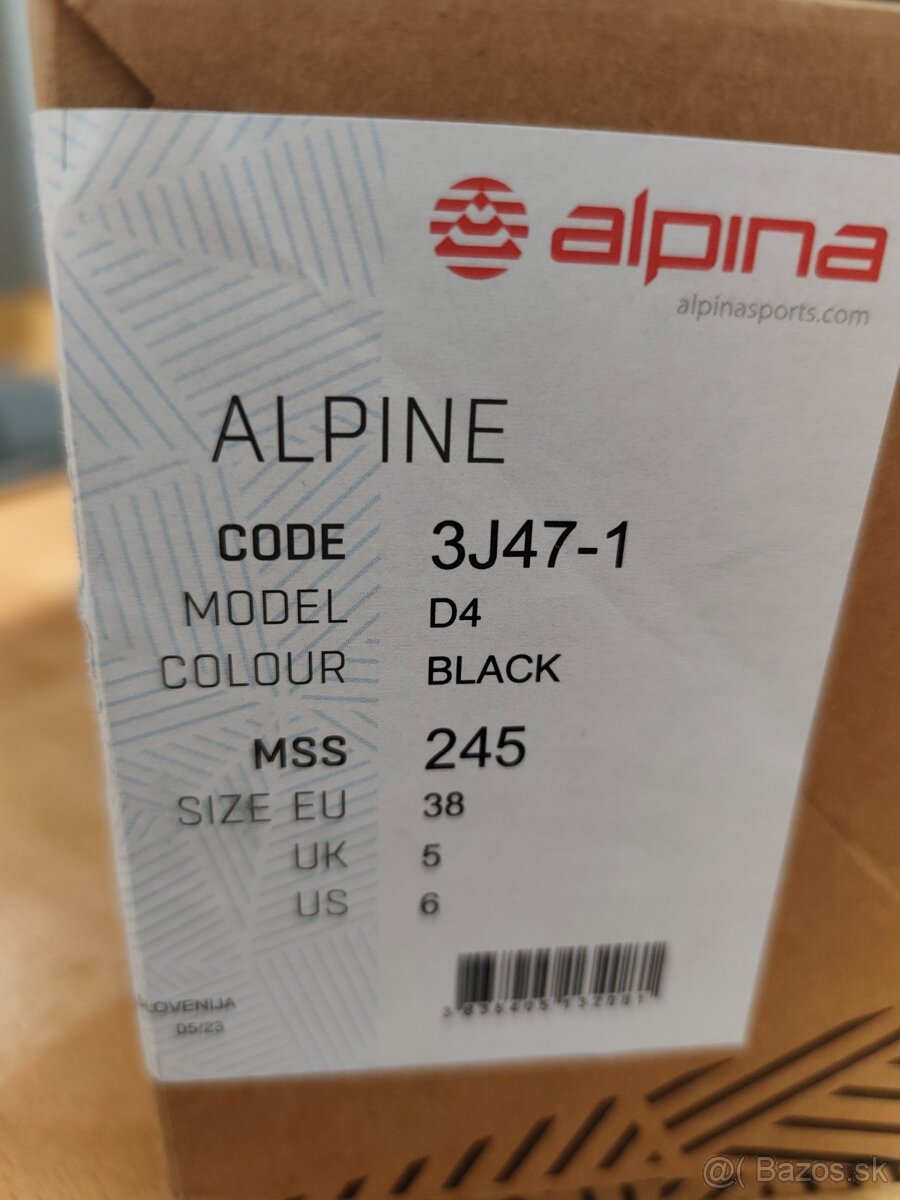 alpina
alpinasports.com
ALPINE
CODE 3J47-1
MODEL D4
COLOUR BLACK
MSS 245
SIZE EU 38
UK 5
US 6
SLOVENIJA
05/23
@( Bazos.sk